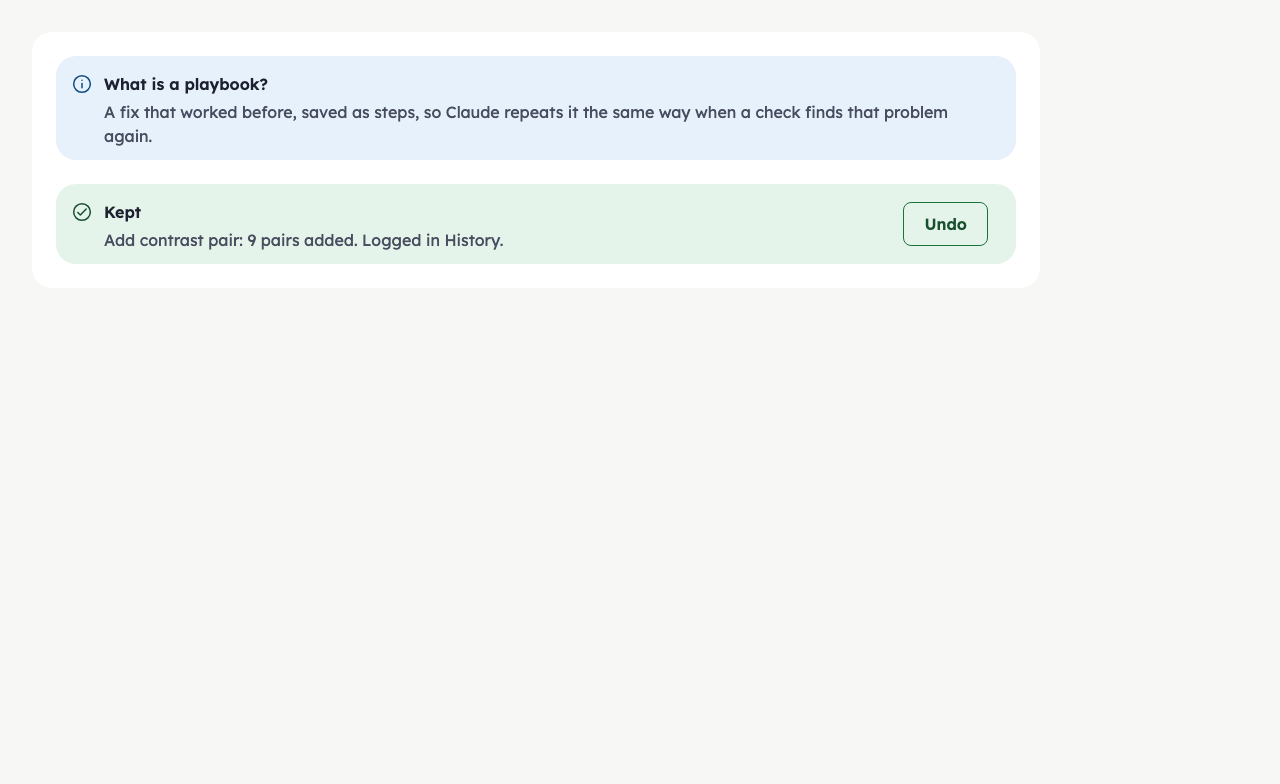 What is a playbook?
A fix that worked before, saved as steps, so Claude repeats it the same way when a check finds that problem
again.
Kept
Add contrast pair: 9 pairs added. Logged in History.
Undo